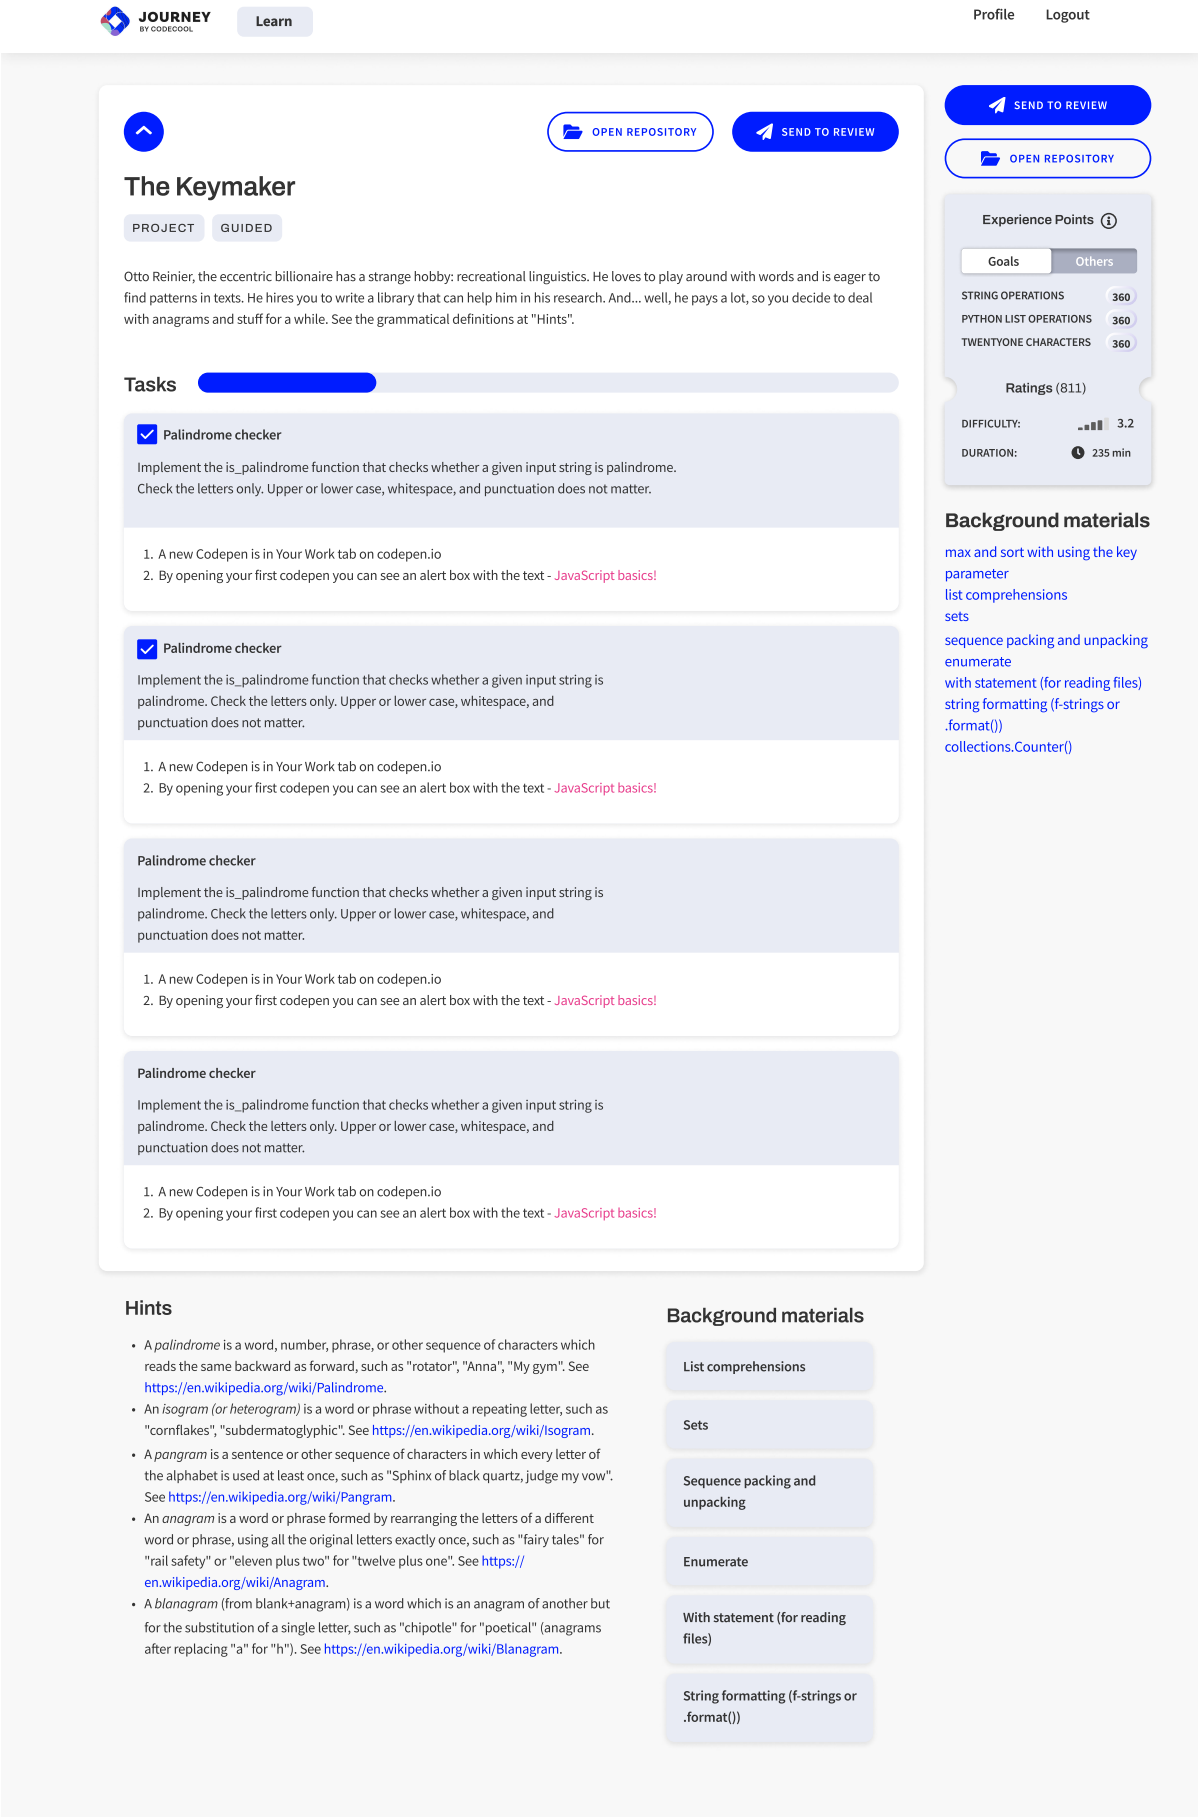 JOURNEY
BY CODECOOL
Learn
Profile
Logout
OPEN REPOSITORY
SEND TO REVIEW
The Keymaker
PROJECT
GUIDED
Otto Reinier, the eccentric billionaire has a strange hobby: recreational linguistics. He loves to play around with words and is eager to
find patterns in texts. He hires you to write a library that can help him in his research. And... well, he pays a lot, so you decide to deal
with anagrams and stuff for a while. See the grammatical definitions at "Hints".
Tasks
Palindrome checker
Implement the is_palindrome function that checks whether a given input string is palindrome.
Check the letters only. Upper or lower case, whitespace, and punctuation does not matter.
1. A new Codepen is in Your Work tab on codepen.io
2. By opening your first codepen you can see an alert box with the text - JavaScript basics!
Palindrome checker
Implement the is_palindrome function that checks whether a given input string is
palindrome. Check the letters only. Upper or lower case, whitespace, and
punctuation does not matter.
1. A new Codepen is in Your Work tab on codepen.io
2. By opening your first codepen you can see an alert box with the text - JavaScript basics!
Palindrome checker
Implement the is_palindrome function that checks whether a given input string is
palindrome. Check the letters only. Upper or lower case, whitespace, and
punctuation does not matter.
1. A new Codepen is in Your Work tab on codepen.io
2. By opening your first codepen you can see an alert box with the text - JavaScript basics!
Palindrome checker
Implement the is_palindrome function that checks whether a given input string is
palindrome. Check the letters only. Upper or lower case, whitespace, and
punctuation does not matter.
1. A new Codepen is in Your Work tab on codepen.io
2. By opening your first codepen you can see an alert box with the text - JavaScript basics!
SEND TO REVIEW
OPEN REPOSITORY
Experience Points
Goals
Others
STRING OPERATIONS 360
PYTHON LIST OPERATIONS 360
TWENTYONE CHARACTERS 360
Ratings (811)
DIFFICULTY: 3.2
DURATION: 235 min
Background materials
max and sort with using the key
parameter
list comprehensions
sets
sequence packing and unpacking
enumerate
with statement (for reading files)
string formatting (f-strings or
.format())
collections.Counter()
Hints
• A palindrome is a word, number, phrase, or other sequence of characters which
reads the same backward as forward, such as "rotator", "Anna", "My gym". See
https://en.wikipedia.org/wiki/Palindrome.
• An isogram (or heterogram) is a word or phrase without a repeating letter, such as
"cornflakes", "subdermatoglyphic". See https://en.wikipedia.org/wiki/Isogram.
• A pangram is a sentence or other sequence of characters in which every letter of
the alphabet is used at least once, such as "Sphinx of black quartz, judge my vow".
See https://en.wikipedia.org/wiki/Pangram.
• An anagram is a word or phrase formed by rearranging the letters of a different
word or phrase, using all the original letters exactly once, such as "fairy tales" for
"rail safety" or "eleven plus two" for "twelve plus one". See https://
en.wikipedia.org/wiki/Anagram.
• A blanagram (from blank+anagram) is a word which is an anagram of another but
for the substitution of a single letter, such as "chipotle" for "poetical" (anagrams
after replacing "a" for "h"). See https://en.wikipedia.org/wiki/Blanagram.
Background materials
List comprehensions
Sets
Sequence packing and
unpacking
Enumerate
With statement (for reading
files)
String formatting (f-strings or
.format())